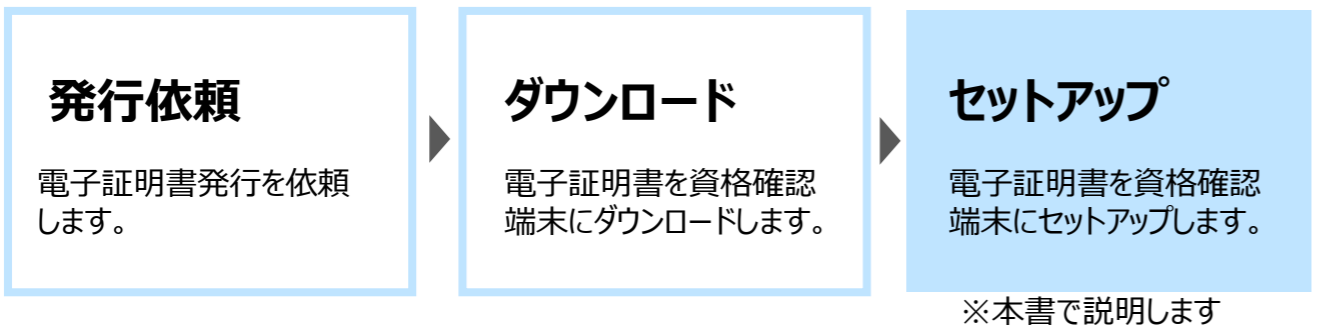 発行依頼
電子証明書発行を依頼
します。
ダウンロード
電子証明書を資格確認
端末にダウンロードします。
セットアップ
電子証明書を資格確認
端末にセットアップします。
※本書で説明します